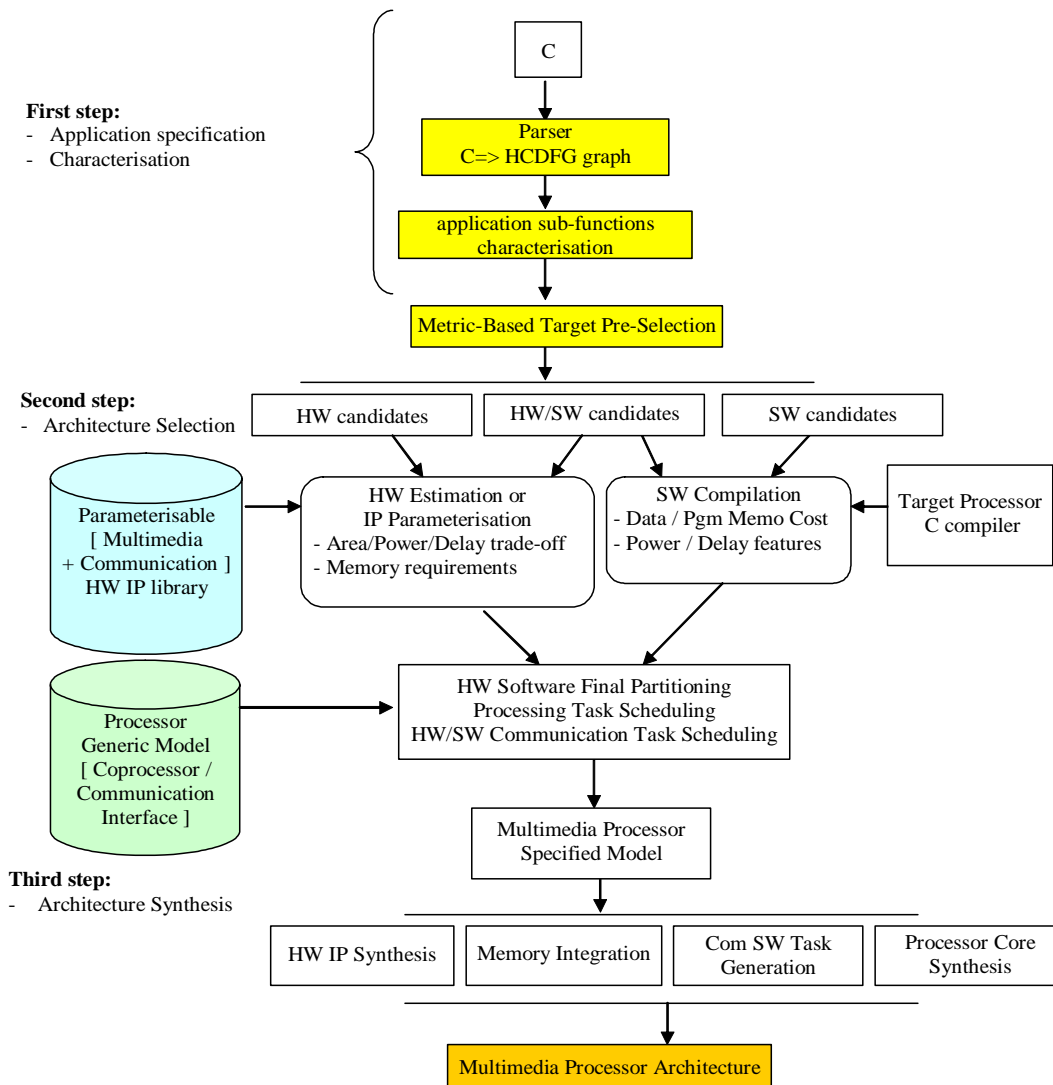 C
First step:
- Application specification
- Characterisation
Parser
C=> HCDFG graph
application sub-functions
characterisation
Metric-Based Target Pre-Selection
Second step:
- Architecture Selection
HW candidates
HW/SW candidates
SW candidates
Parameterisable
[ Multimedia
+ Communication ]
HW IP library
HW Estimation or
IP Parameterisation
- Area/Power/Delay trade-off
- Memory requirements
SW Compilation
- Data / Pgm Memo Cost
- Power / Delay features
Target Processor
C compiler
Processor
Generic Model
[ Coprocessor /
Communication
Interface ]
HW Software Final Partitioning
Processing Task Scheduling
HW/SW Communication Task Scheduling
Multimedia Processor
Specified Model
Third step:
- Architecture Synthesis
HW IP Synthesis
Memory Integration
Com SW Task
Generation
Processor Core
Synthesis
Multimedia Processor Architecture